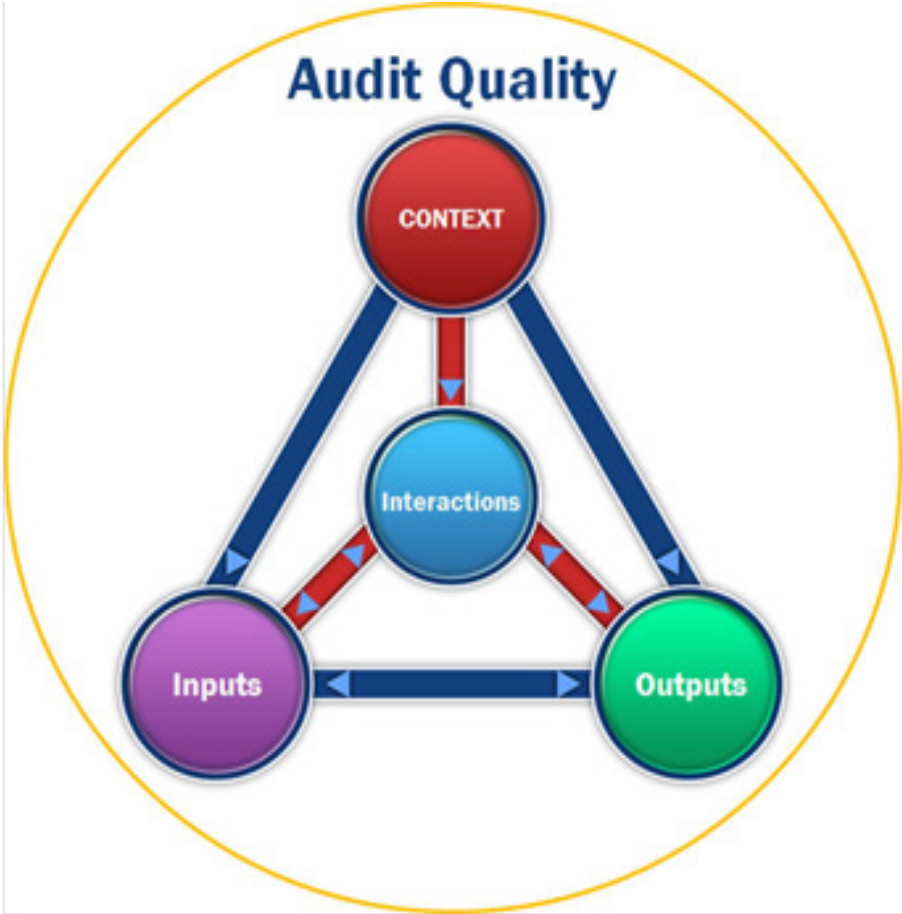 Audit Quality
CONTEXT
Interactions
Inputs
Outputs